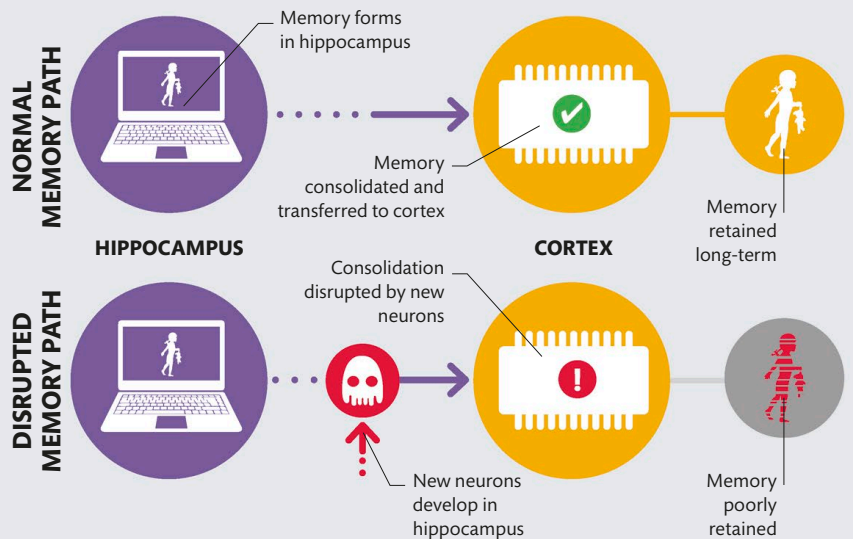 NORMAL
MEMORY PATH
Memory forms
in hippocampus
Memory
consolidated and
transferred to cortex
Memory
retained
long-term
HIPPOCAMPUS
CORTEX
DISRUPTED
MEMORY PATH
Consolidation
disrupted by new
neurons
!
New neurons
develop in
hippocampus
Memory
poorly
retained